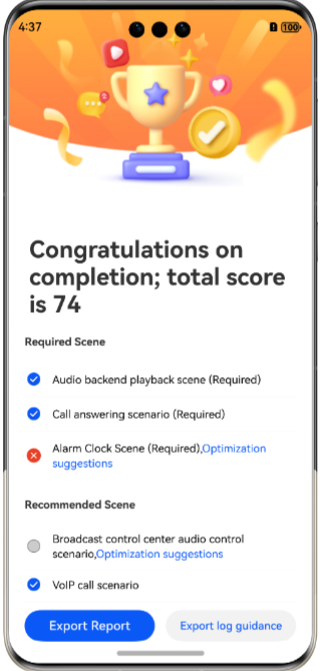 4:37
100
Congratulations on
completion; total score
is 74
Required Scene
Audio backend playback scene (Required)
Call answering scenario (Required)
Alarm Clock Scene (Required),Optimization
suggestions
Recommended Scene
Broadcast control center audio control
scenario,Optimization suggestions
VoIP call scenario
Export Report
Export log guidance